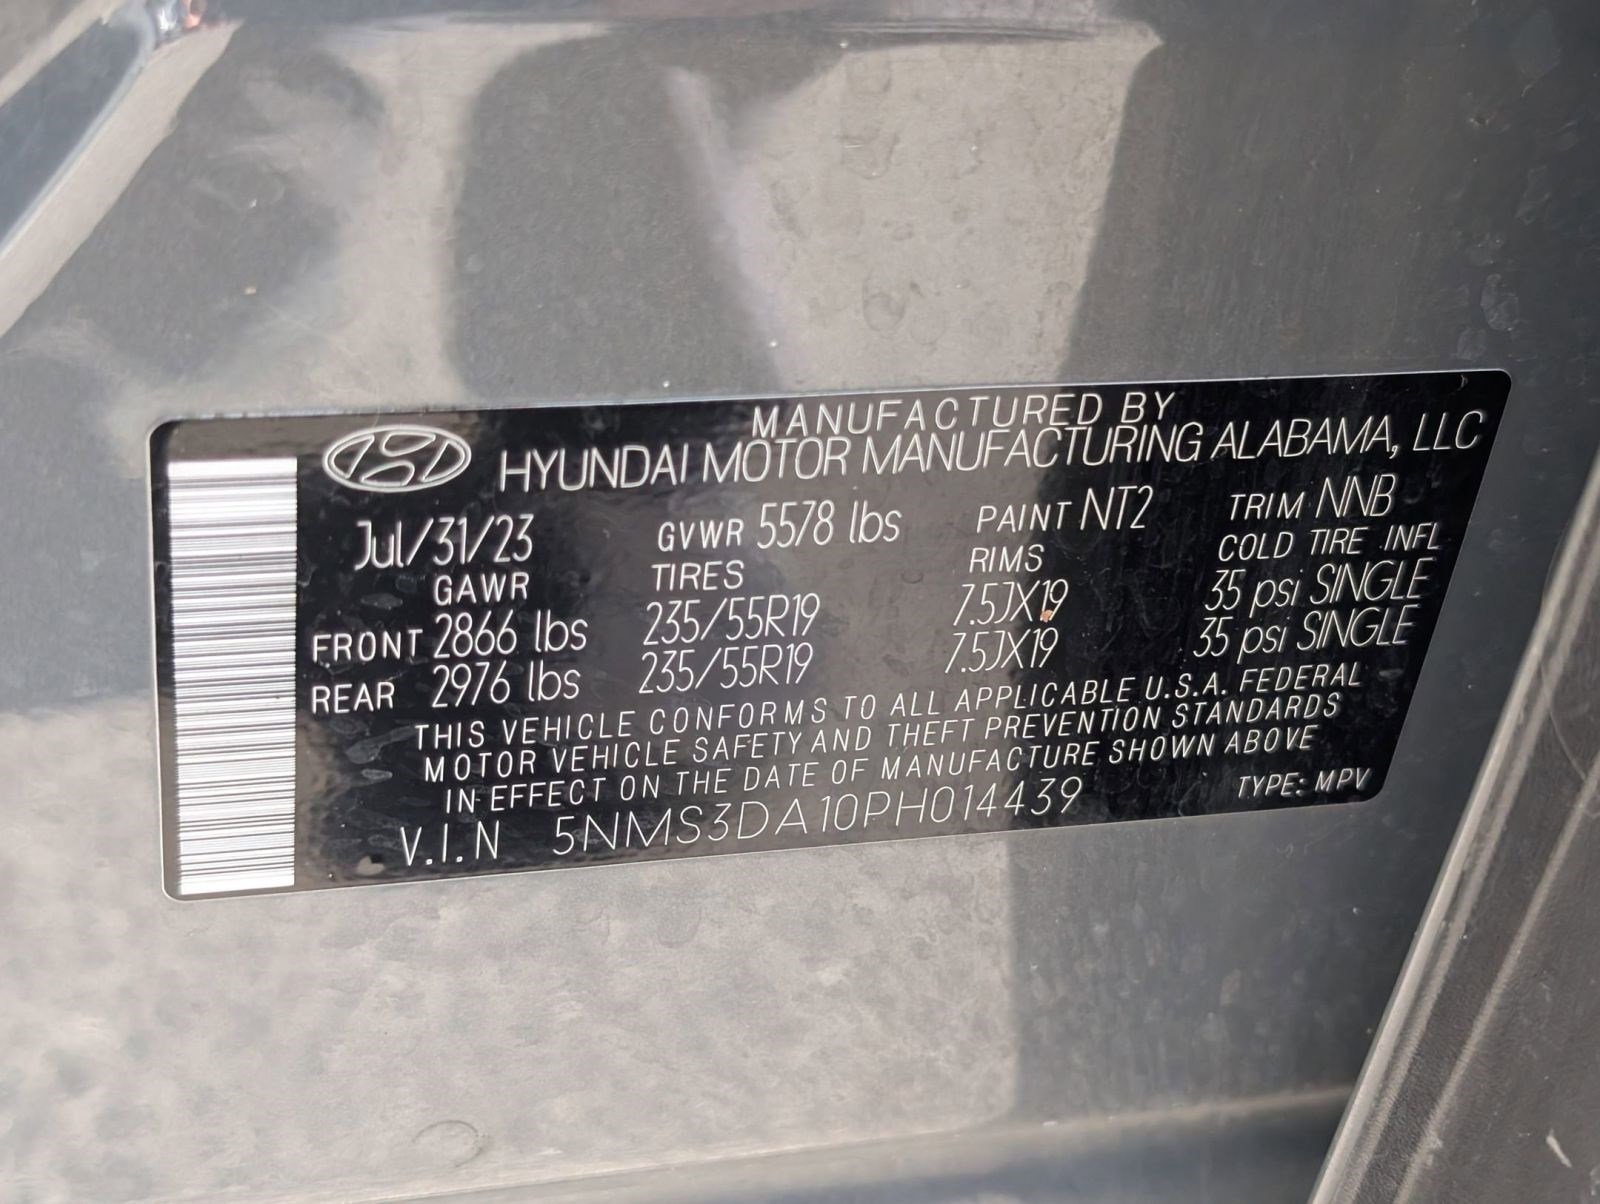 MANUFACTURED BY
HYUNDAI MOTOR MANUFACTURING ALABAMA, LLC
Jul/31/23 GVWR 5578 lbs PAINT NT2 TRIM NNB
GAWR TIRES RIMS COLD TIRE INFL
FRONT 2866 lbs 235/55R19 7.5JX19 35 psi SINGLE
REAR 2976 lbs 235/55R19 7.5JX19 35 psi SINGLE
THIS VEHICLE CONFORMS TO ALL APPLICABLE U.S.A. FEDERAL
MOTOR VEHICLE SAFETY AND THEFT PREVENTION STANDARDS
IN EFFECT ON THE DATE OF MANUFACTURE SHOWN ABOVE
V.I.N 5NMS3DA10PH014439 TYPE: MPV